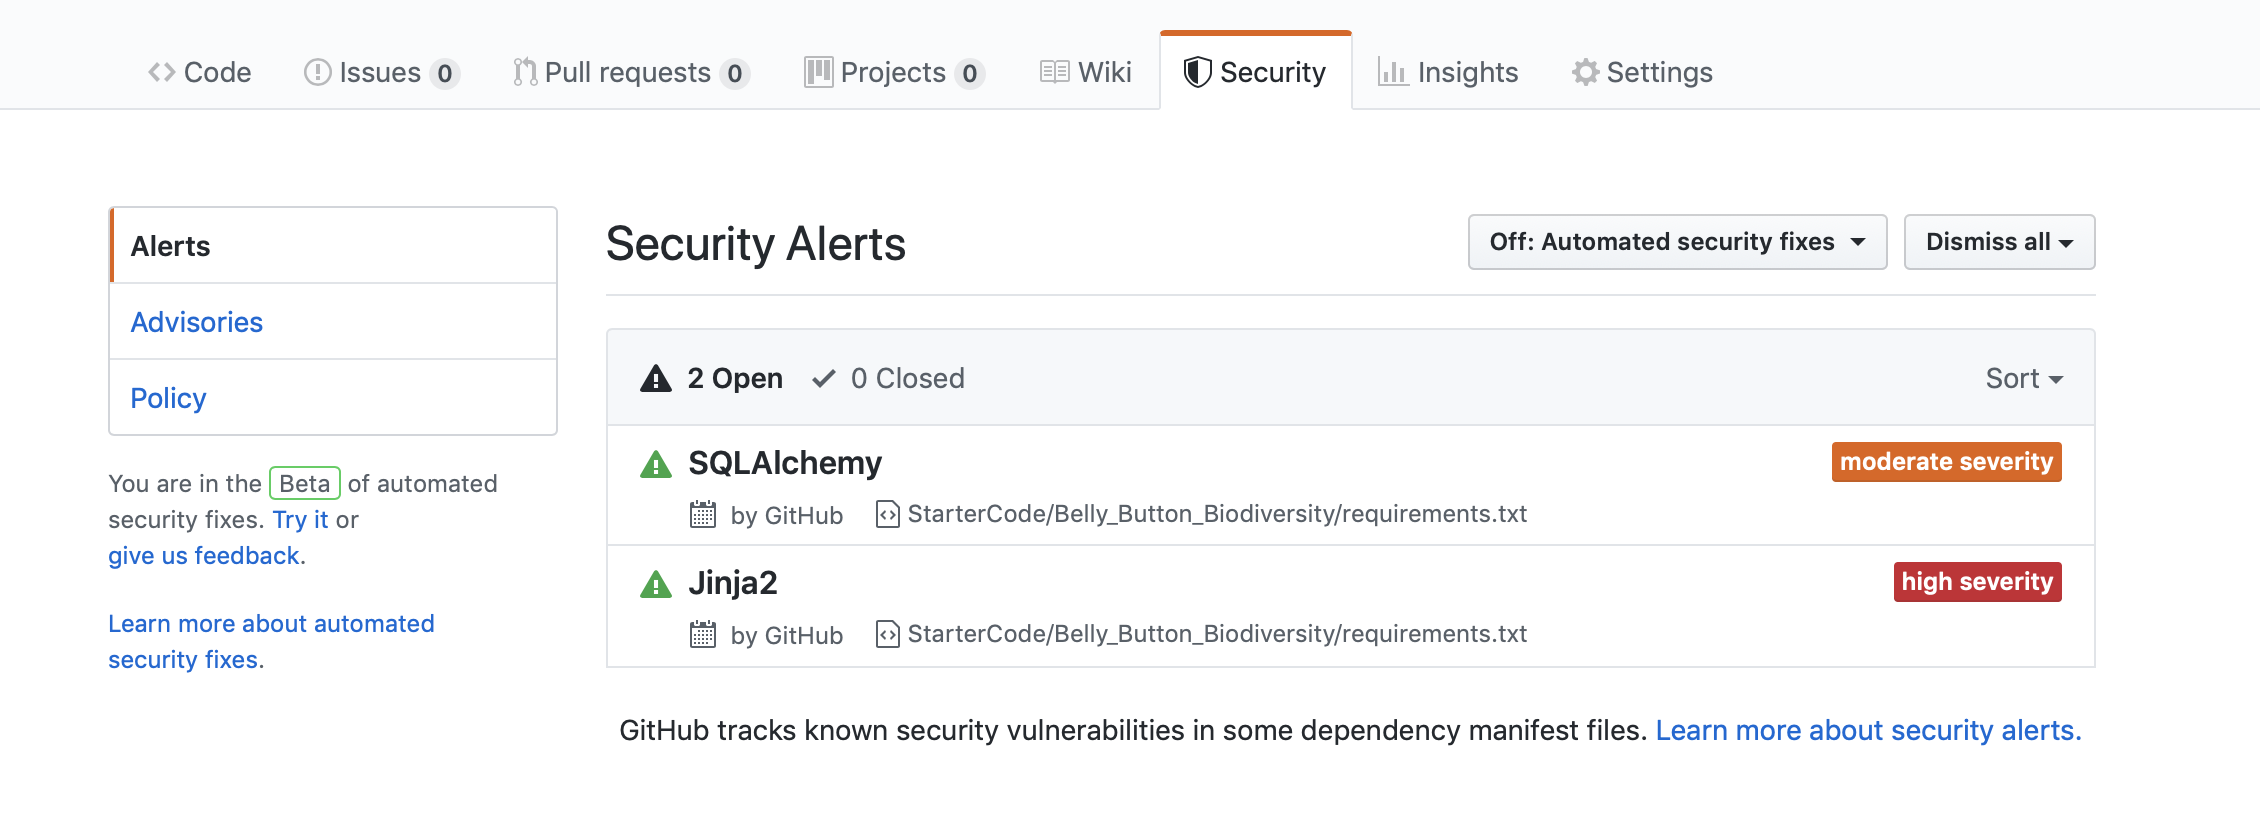 Code Issues 0 Pull requests 0 Projects 0 Wiki Security Insights Settings
Alerts
Advisories
Policy
You are in the Beta of automated
security fixes. Try it or
give us feedback.
Learn more about automated
security fixes.
Security Alerts Off: Automated security fixes Dismiss all
2 Open 0 Closed Sort
SQLAlchemy moderate severity
by GitHub StarterCode/Belly_Button_Biodiversity/requirements.txt
Jinja2 high severity
by GitHub StarterCode/Belly_Button_Biodiversity/requirements.txt
GitHub tracks known security vulnerabilities in some dependency manifest files. Learn more about security alerts.